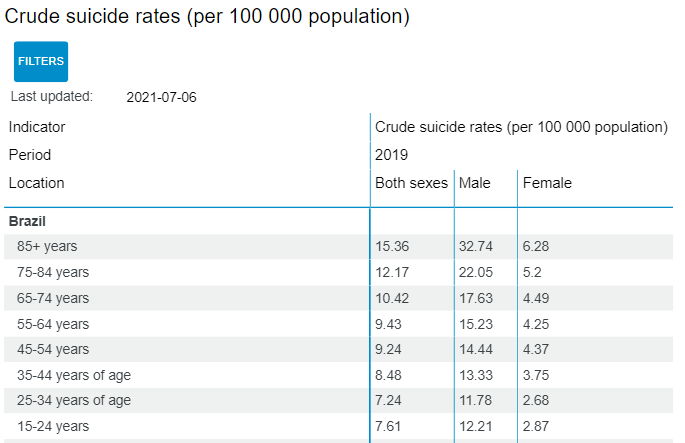 Crude suicide rates (per 100 000 population)
FILTERS
Last updated: 2021-07-06
Indicator Crude suicide rates (per 100 000 population)
Period 2019
Location Both sexes Male Female
Brazil
85+ years 15.36 32.74 6.28
75-84 years 12.17 22.05 5.2
65-74 years 10.42 17.63 4.49
55-64 years 9.43 15.23 4.25
45-54 years 9.24 14.44 4.37
35-44 years of age 8.48 13.33 3.75
25-34 years of age 7.24 11.78 2.68
15-24 years 7.61 12.21 2.87